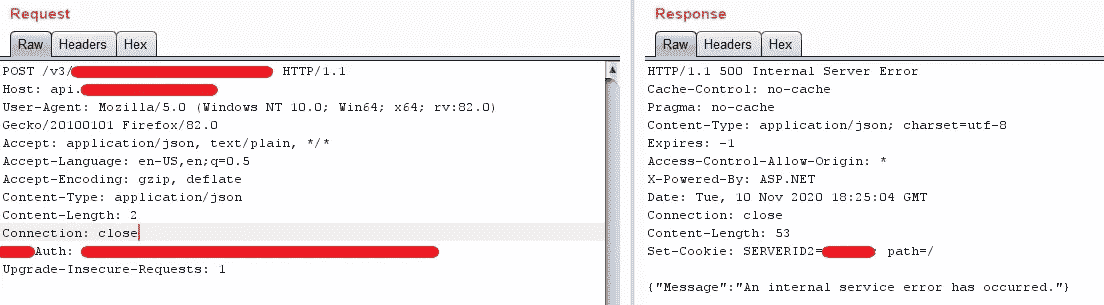 Request
Raw Headers Hex
POST /v3/ HTTP/1.1
Host: api.
User-Agent: Mozilla/5.0 (Windows NT 10.0; Win64; x64; rv:82.0)
Gecko/20100101 Firefox/82.0
Accept: application/json, text/plain, */*
Accept-Language: en-US,en;q=0.5
Accept-Encoding: gzip, deflate
Content-Type: application/json
Content-Length: 2
Connection: close
Auth:
Upgrade-Insecure-Requests: 1
Response
Raw Headers Hex
HTTP/1.1 500 Internal Server Error
Cache-Control: no-cache
Pragma: no-cache
Content-Type: application/json; charset=utf-8
Expires: -1
Access-Control-Allow-Origin: *
X-Powered-By: ASP.NET
Date: Tue, 10 Nov 2020 18:25:04 GMT
Connection: close
Content-Length: 53
Set-Cookie: SERVERID2= ; path=/
{"Message":"An internal service error has occurred."}